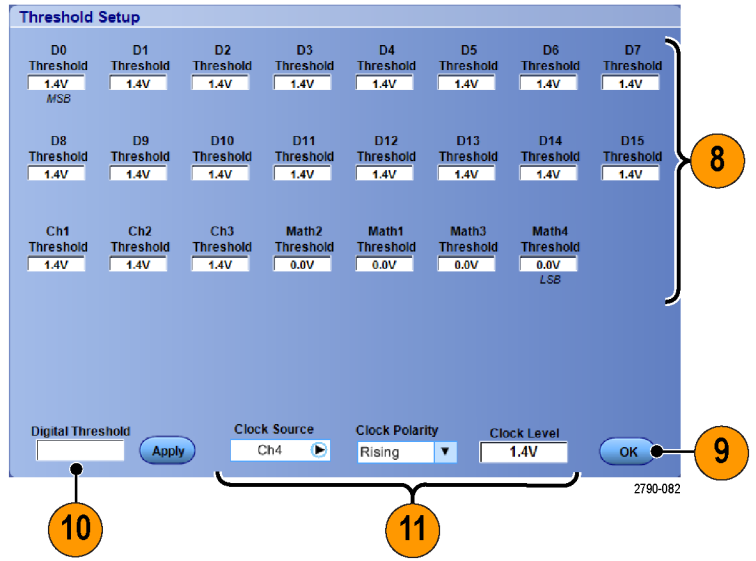 Threshold Setup
D0 D1 D2 D3 D4 D5 D6 D7
Threshold Threshold Threshold Threshold Threshold Threshold Threshold Threshold
1.4V 1.4V 1.4V 1.4V 1.4V 1.4V 1.4V 1.4V
MSB
D8 D9 D10 D11 D12 D13 D14 D15
Threshold Threshold Threshold Threshold Threshold Threshold Threshold Threshold
1.4V 1.4V 1.4V 1.4V 1.4V 1.4V 1.4V 1.4V
8
Ch1 Ch2 Ch3 Math2 Math1 Math3 Math4
Threshold Threshold Threshold Threshold Threshold Threshold Threshold
1.4V 1.4V 1.4V 0.0V 0.0V 0.0V 0.0V
LSB
Digital Threshold Clock Source Clock Polarity Clock Level
Apply Ch4 Rising 1.4V OK 9
2790-082
10 11